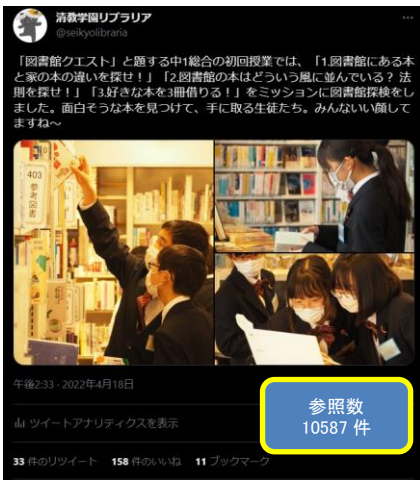 清教学園リブラリア
@seikyolibraria
「図書館クエスト」と題する中1総合の初回授業では、「1.図書館にある本
と家の本の違いを探せ！」「2.図書館の本はどういう風に並んでいる？ 法
則を探せ！」「3.好きな本を3冊借りる！」をミッションに図書館探検をし
ました。面白そうな本を見つけて、手に取る生徒たち。みんないい顔して
ますね～
403
参考図書
午後2:33 · 2022年4月18日
参照数
10587 件
ツイートアナリティクスを表示
33 件のリツイート 158 件のいいね 11 ブックマーク